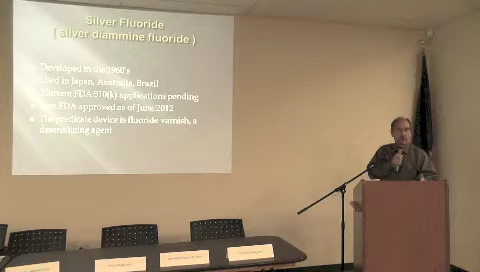 Silver Fluoride
( silver diammine fluoride )
Developed in the 1960's
Used in Japan, Australia, Brazil
Current FDA 510(k) applications pending
Non FDA approved as of June 2012
The predicate device is fluoride varnish, a
desensitizing agent